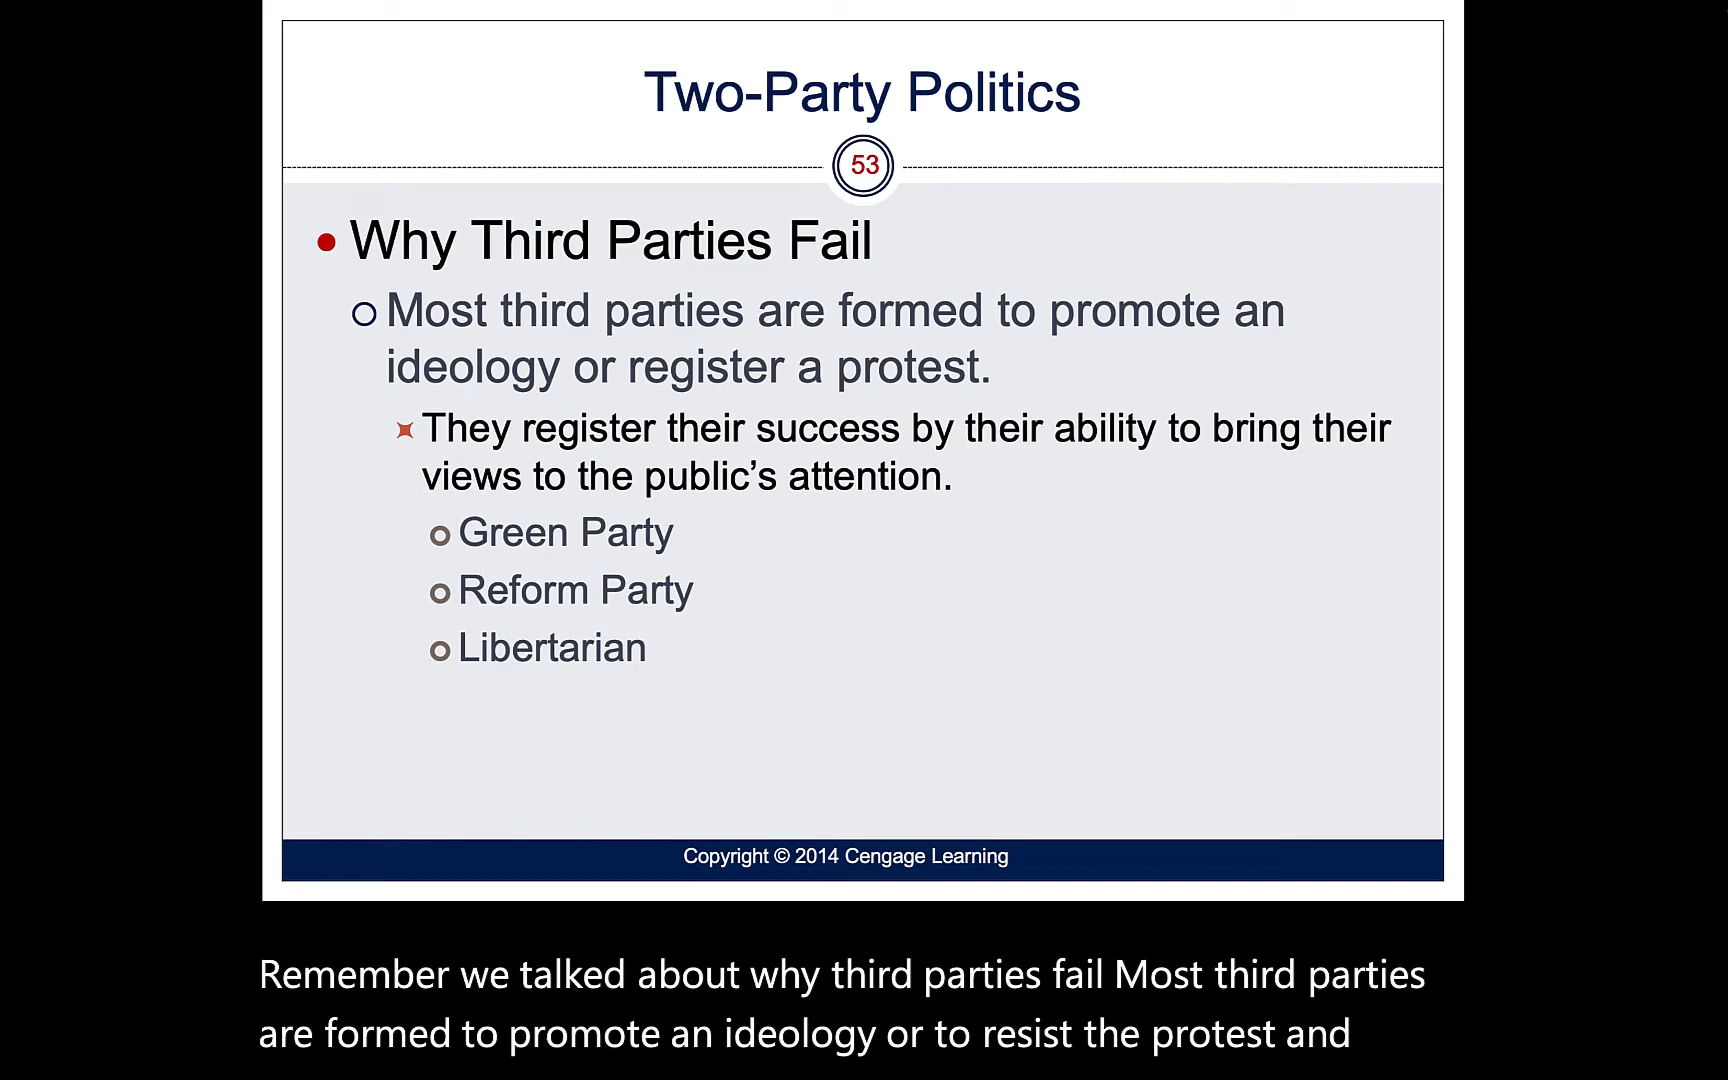 Two-Party Politics
53
Why Third Parties Fail
Most third parties are formed to promote an
ideology or register a protest.
They register their success by their ability to bring their
views to the public’s attention.
Green Party
Reform Party
Libertarian
Copyright © 2014 Cengage Learning
Remember we talked about why third parties fail Most third parties
are formed to promote an ideology or to resist the protest and